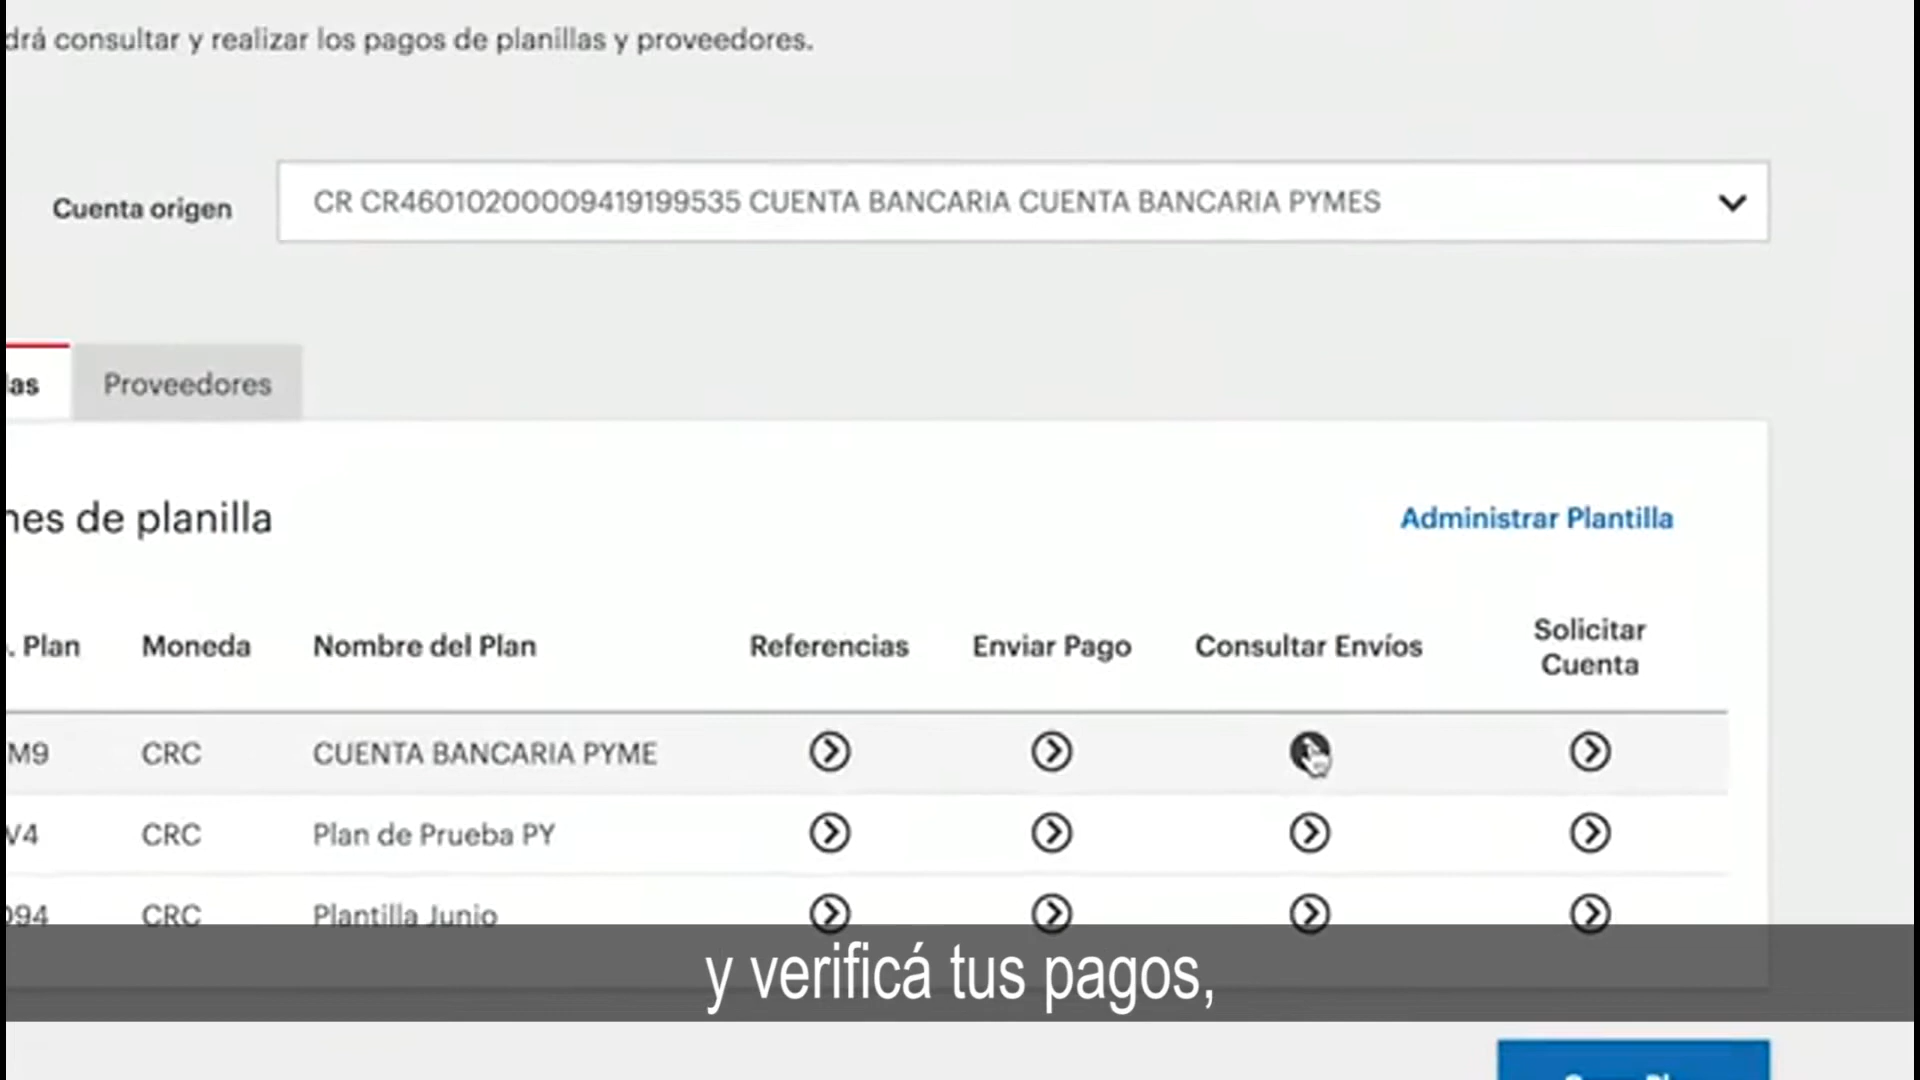 drá consultar y realizar los pagos de planillas y proveedores.
Cuenta origen
CR CR46010200009419199535 CUENTA BANCARIA CUENTA BANCARIA PYMES
las Proveedores
nes de planilla
Administrar Plantilla
. Plan Moneda Nombre del Plan Referencias Enviar Pago Consultar Envíos Solicitar Cuenta
M9 CRC CUENTA BANCARIA PYME
V4 CRC Plan de Prueba PY
094 CRC Plantilla Junio
y verificá tus pagos,